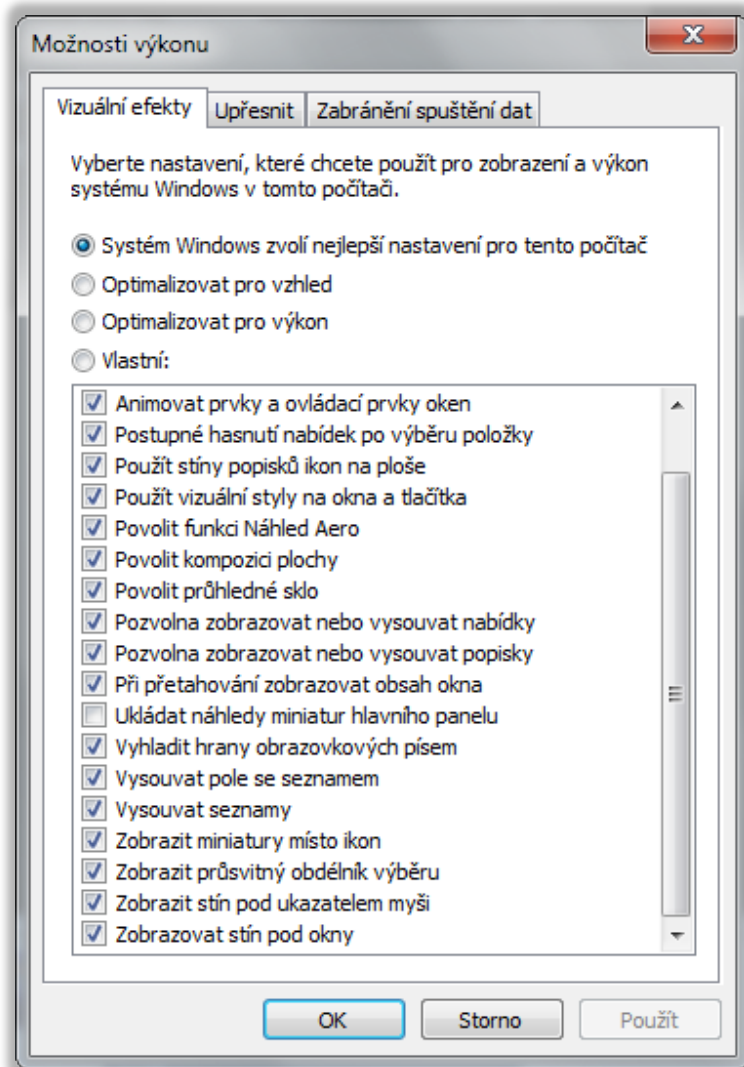 Možnosti výkonu
Vizuální efekty
Upřesnit
Zabránění spuštění dat
Vyberte nastavení, které chcete použít pro zobrazení a výkon
systému Windows v tomto počítači.
Systém Windows zvolí nejlepší nastavení pro tento počítač
Optimalizovat pro vzhled
Optimalizovat pro výkon
Vlastní:
Animovat prvky a ovládací prvky oken
Postupné hasnutí nabídek po výběru položky
Použít stíny popisků ikon na ploše
Použít vizuální styly na okna a tlačítka
Povolit funkci Náhled Aero
Povolit kompozici plochy
Povolit průhledné sklo
Pozvolna zobrazovat nebo vysouvat nabídky
Pozvolna zobrazovat nebo vysouvat popisky
Při přetahování zobrazovat obsah okna
Ukládat náhledy miniatur hlavního panelu
Vyhladit hrany obrazovkových písem
Vysouvat pole se seznamem
Vysouvat seznamy
Zobrazit miniatury místo ikon
Zobrazit průsvitný obdélník výběru
Zobrazit stín pod ukazatelem myši
Zobrazovat stín pod okny
OK
Storno
Použít